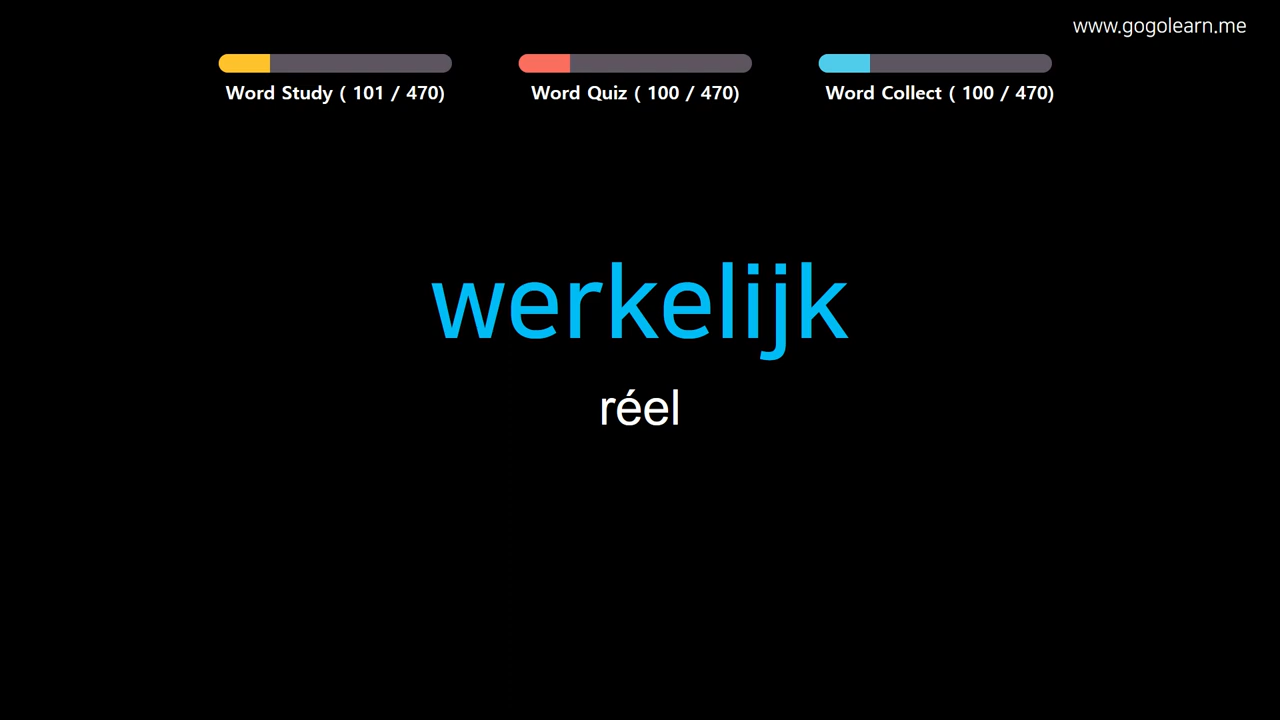 www.gogolearn.me
Word Study ( 101 / 470)
Word Quiz ( 100 / 470)
Word Collect ( 100 / 470)
werkelijk
réel